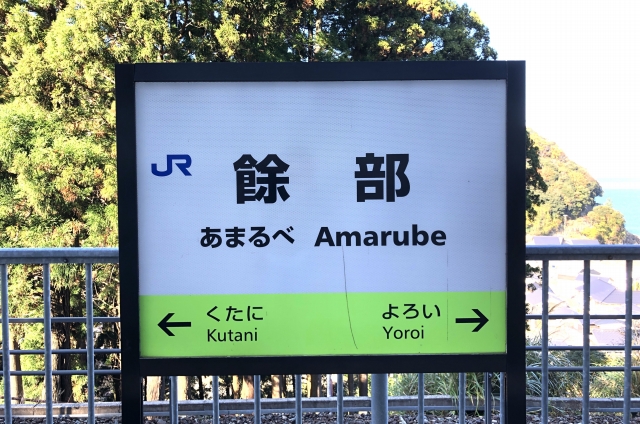 JR
餘部
あまるべ Amarube
← くたに
Kutani
よろい →
Yoroi